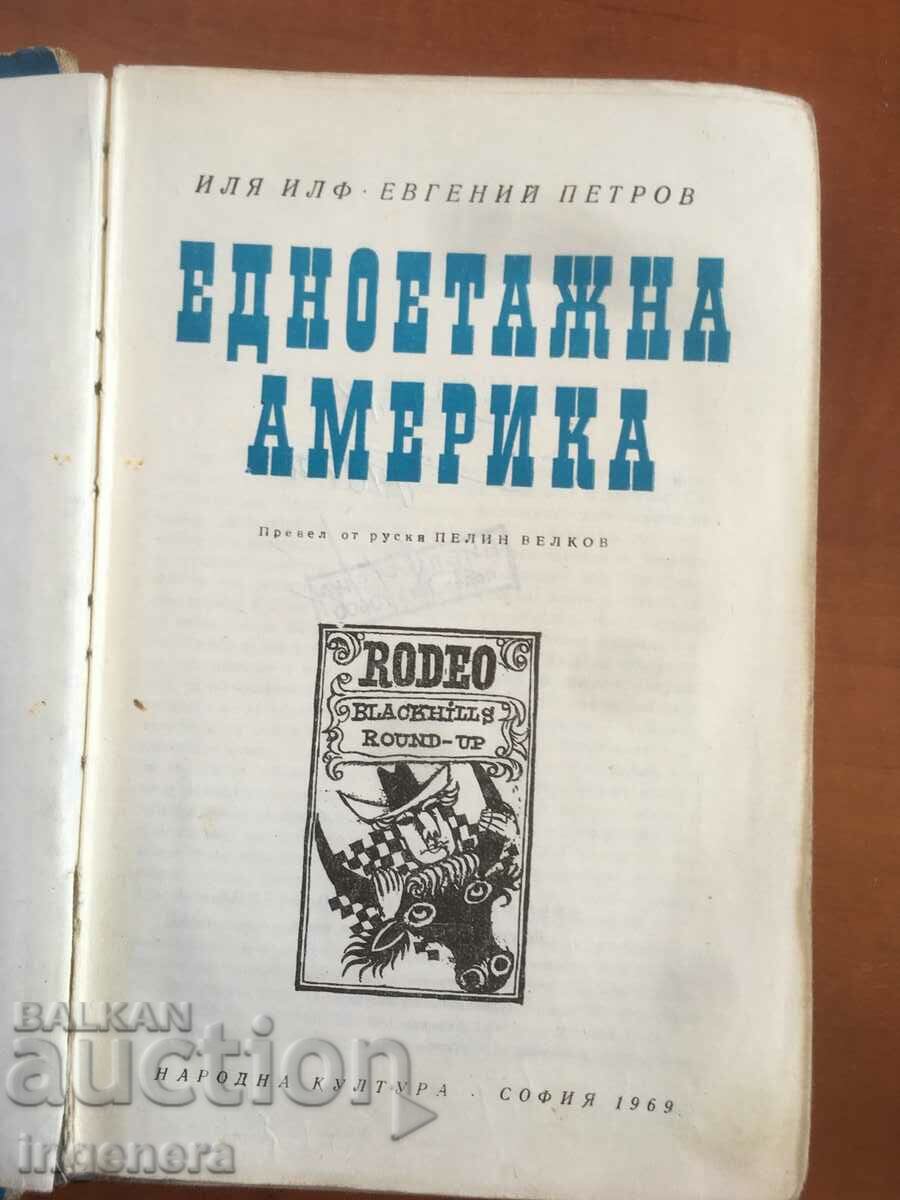 ИЛЯ ИЛФ · ЕВГЕНИЙ ПЕТРОВ
ЕДНОЕТАЖНА
АМЕРИКА
Превел от руски ПЕЛИН ВЕЛКОВ
RODEO
BLACKHiLLS
ROUND-UP
НАРОДНА КУЛТУРА · СОФИЯ 1969
BALKAN
auction
ingenera